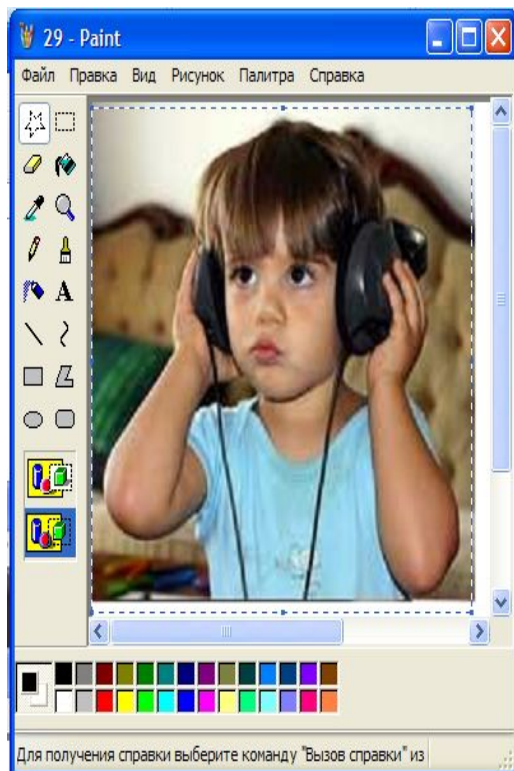 29 - Paint
Файл Правка Вид Рисунок Палитра Справка
A
Для получения справки выберите команду "Вызов справки" из